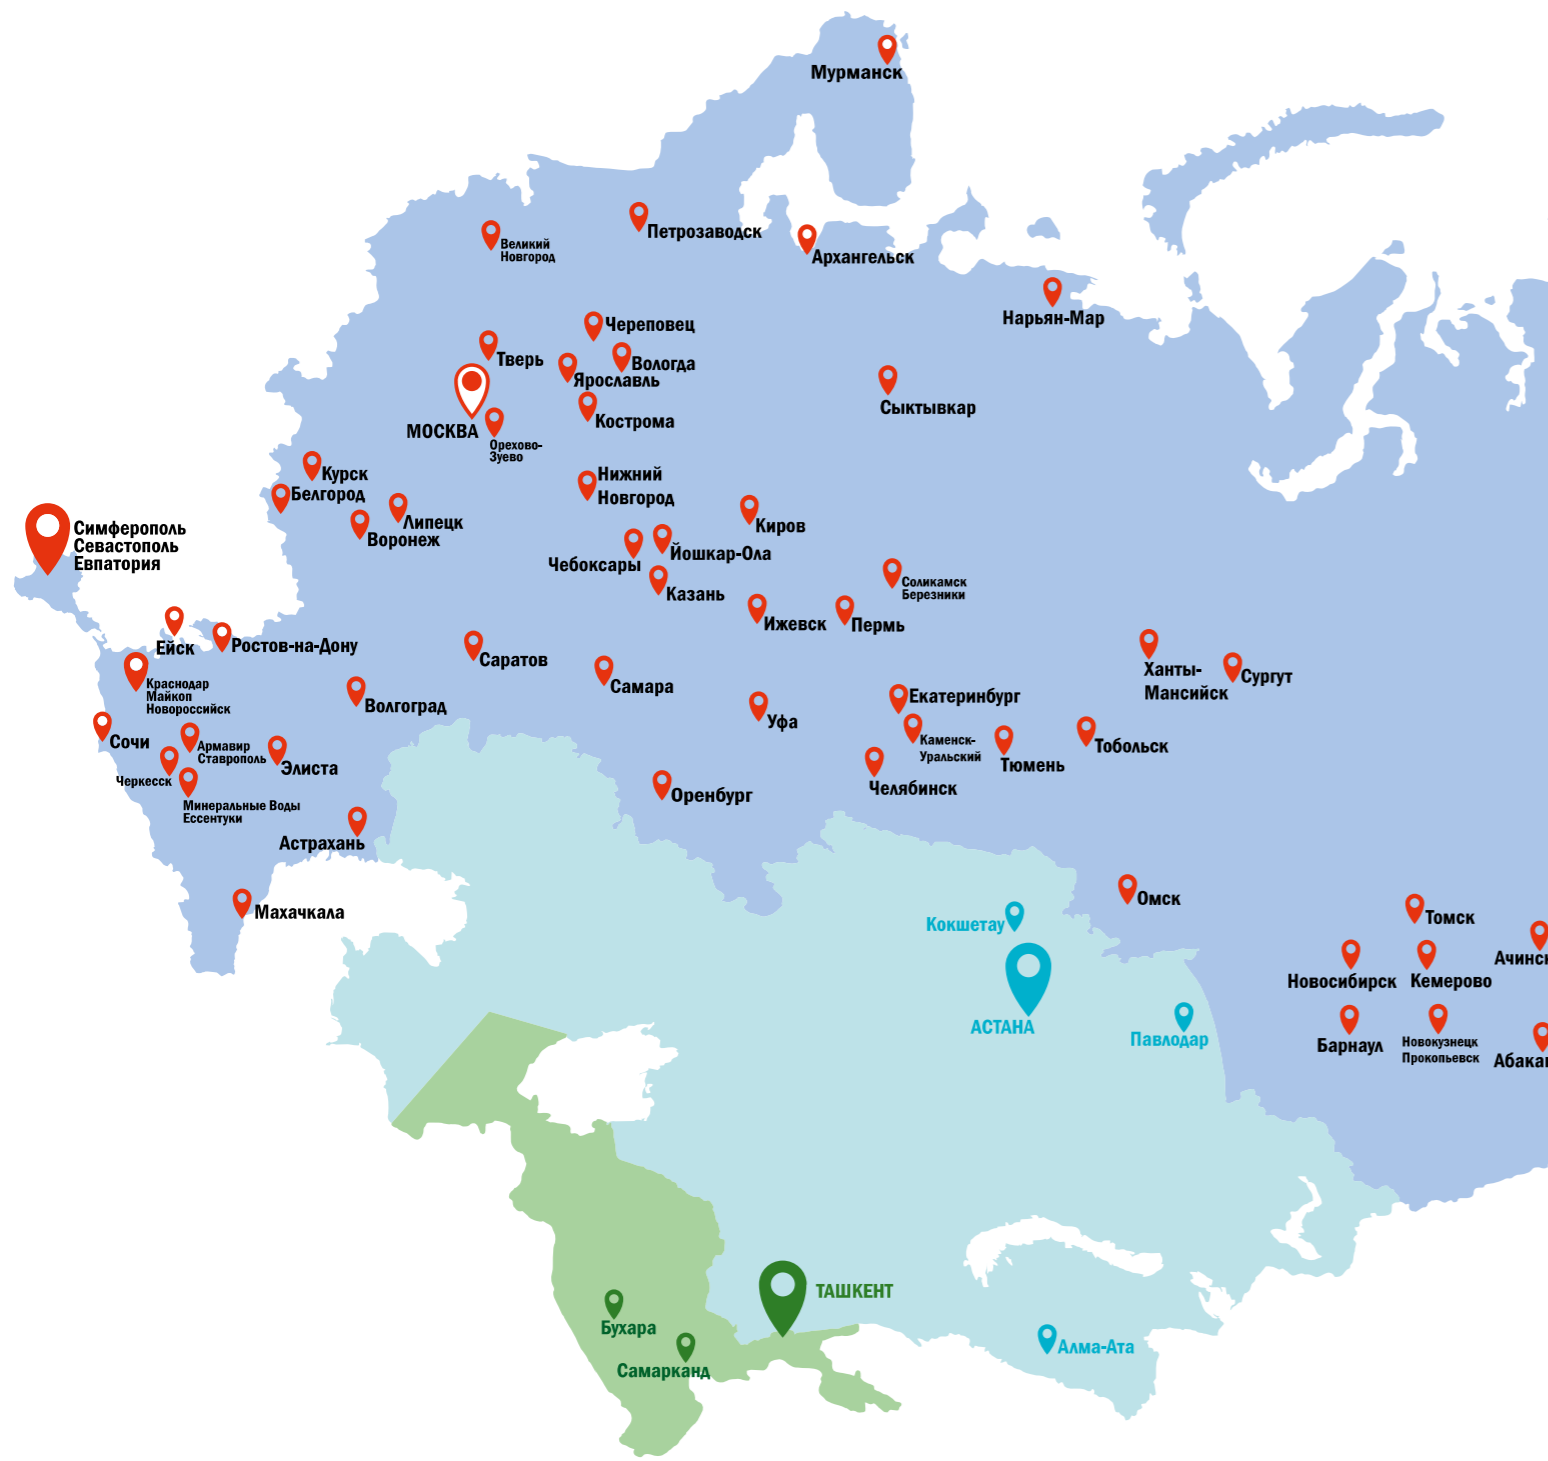 Мурманск
Петрозаводск
Великий
Новгород
Архангельск
Нарьян-Мар
Череповец
Тверь
Вологда
Ярославль
Сыктывкар
Кострома
МОСКВА
Орехово-
Зуево
Курск
Нижний
Новгород
Белгород
Липецк
Воронеж
Киров
Симферополь
Севастополь
Евпатория
Чебоксары
Йошкар-Ола
Казань
Соликамск
Березники
Ижевск
Пермь
Ейск
Ростов-на-Дону
Саратов
Самара
Ханты-
Мансийск
Сургут
Краснодар
Майкоп
Новороссийск
Волгоград
Екатеринбург
Уфа
Каменск-
Уральский
Тюмень
Тобольск
Сочи
Армавир
Ставрополь
Элиста
Черкесск
Челябинск
Оренбург
Минеральные Воды
Ессентуки
Астрахань
Махачкала
Омск
Кокшетау
Томск
Ачинск
Новосибирск
Кемерово
АСТАНА
Павлодар
Барнаул
Новокузнецк
Прокопьевск
Абакан
ТАШКЕНТ
Бухара
Самарканд
Алма-Ата